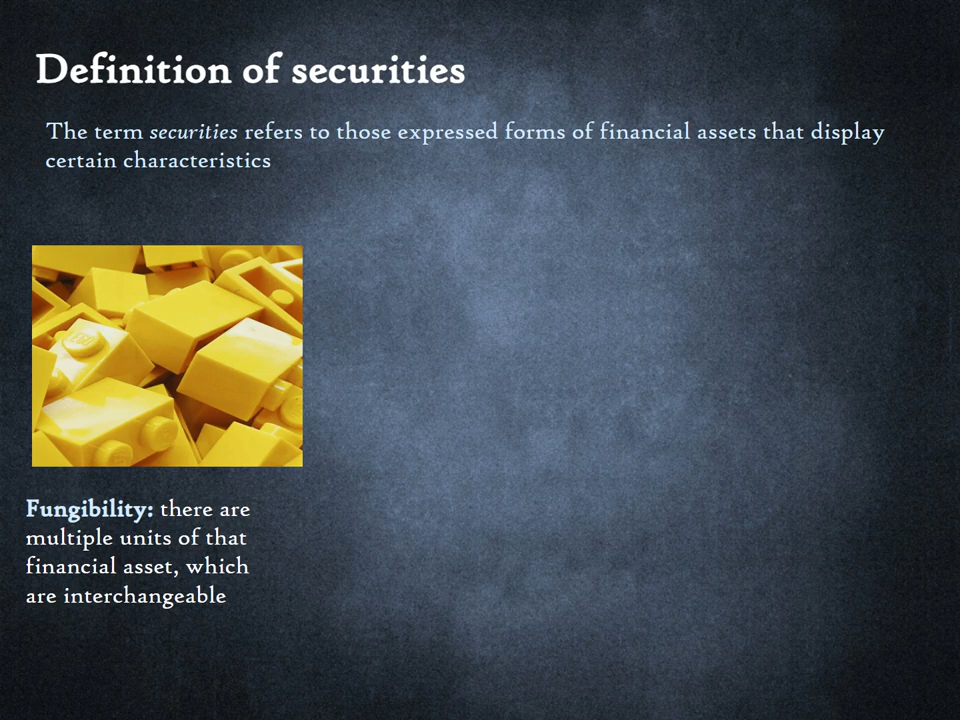 Definition of securities
The term securities refers to those expressed forms of financial assets that display
certain characteristics
Fungibility: there are
multiple units of that
financial asset, which
are interchangeable